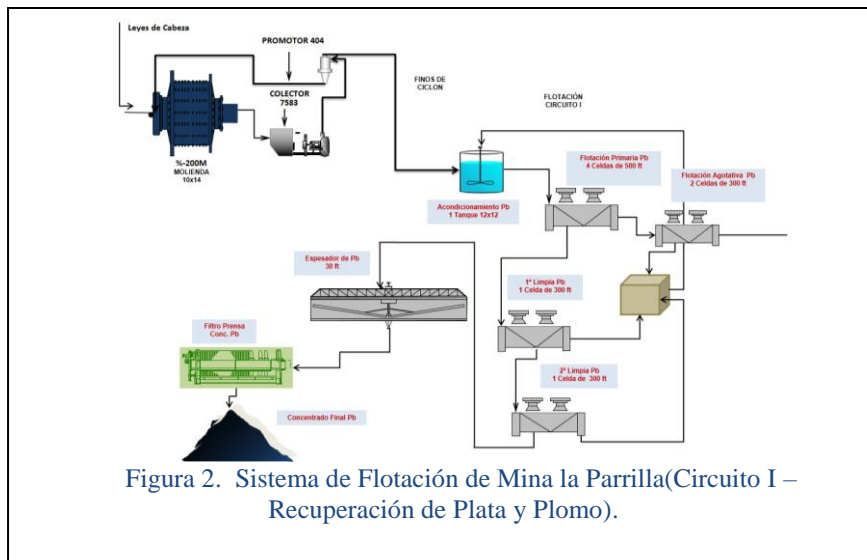 Leyes de Cabeza
PROMOTOR 404
COLECTOR
7583
%-200M
MOLIENDA
10x14
FINOS DE
CICLON
FLOTACIÓN
CIRCUITO I
Flotación Primaria Pb
4 Celdas de 500 ft
Flotación Agotativa Pb
2 Celdas de 300 ft
Acondicionamiento Pb
1 Tanque 12x12
Espesador de Pb
30 ft
1ª Limpia Pb
1 Celda de 300 ft
Filtro Prensa
Conc. Pb
2ª Limpia Pb
1 Celda de 300 ft
Concentrado Final Pb
Figura 2. Sistema de Flotación de Mina la Parrilla(Circuito I –
Recuperación de Plata y Plomo).